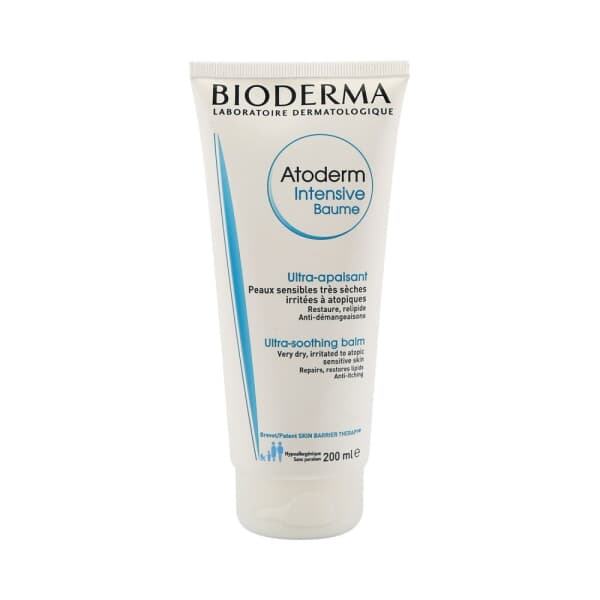 BIODERMA
LABORATOIRE DERMATOLOGIQUE
Atoderm
Intensive
Baume
Ultra-apaisant
Peaux sensibles très sèches
irritées à atopiques
Restaure, relipide
Anti-démangeaisons
Ultra-soothing balm
Very dry, irritated to atopic
sensitive skin
Repairs, restores lipids
Anti-itching
Brevet/Patent SKIN BARRIER THERAPY®
Hypoallergénique
Sans paraben
200 ml e